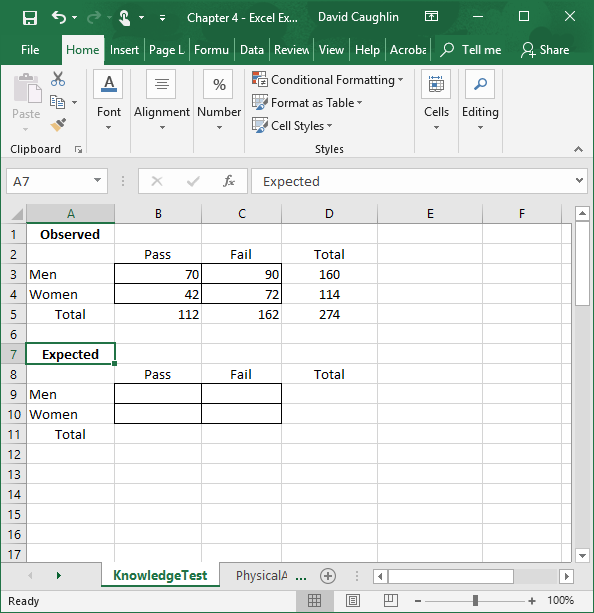 Chapter 4 - Excel Ex... David Caughlin
File Home Insert Page L Formu Data Review View Help Acroba Tell me Share
Paste
Clipboard
A
Font
Alignment
%
Number
Conditional Formatting
Format as Table
Cell Styles
Styles
Cells
Editing
A7 fx Expected
A B C D E F
1 Observed
2 Pass Fail Total
3 Men 70 90 160
4 Women 42 72 114
5 Total 112 162 274
6
7 Expected
8 Pass Fail Total
9 Men
10 Women
11 Total
12
13
14
15
16
17
KnowledgeTest PhysicalA ...
Ready 100%